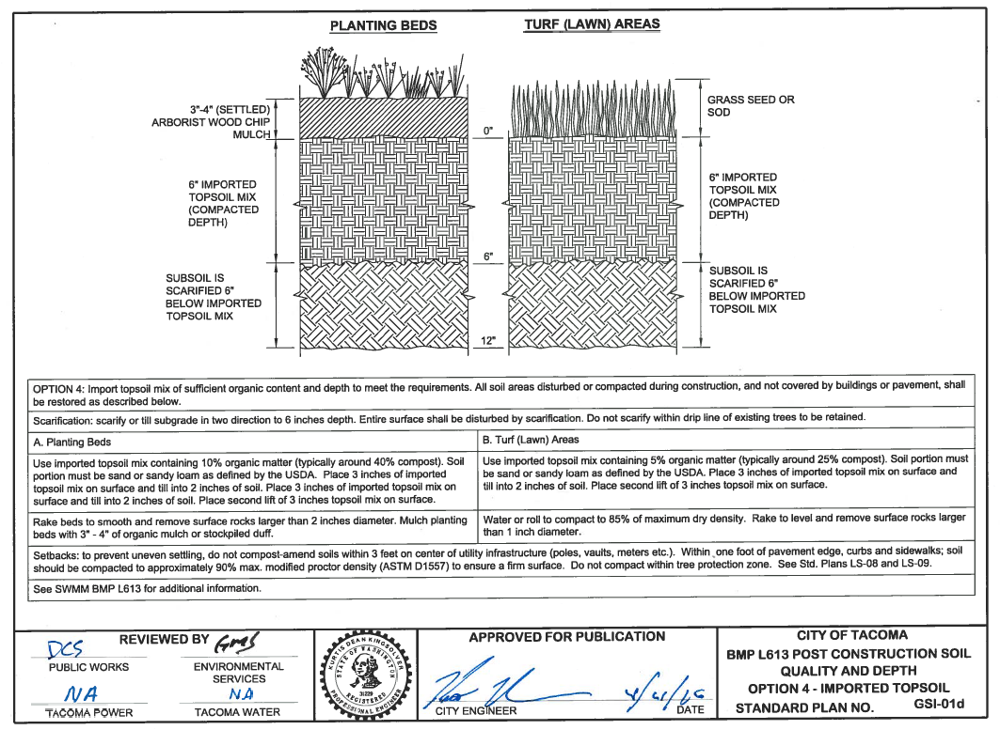 PLANTING BEDS
TURF (LAWN) AREAS
3"-4" (SETTLED)
ARBORIST WOOD CHIP
MULCH
6" IMPORTED
TOPSOIL MIX
(COMPACTED
DEPTH)
SUBSOIL IS
SCARIFIED 6"
BELOW IMPORTED
TOPSOIL MIX
0"
6"
12"
GRASS SEED OR
SOD
6" IMPORTED
TOPSOIL MIX
(COMPACTED
DEPTH)
SUBSOIL IS
SCARIFIED 6"
BELOW IMPORTED
TOPSOIL MIX
OPTION 4: Import topsoil mix of sufficient organic content and depth to meet the requirements. All soil areas disturbed or compacted during construction, and not covered by buildings or pavement, shall
be restored as described below.
Scarification: scarify or till subgrade in two direction to 6 inches depth. Entire surface shall be disturbed by scarification. Do not scarify within drip line of existing trees to be retained.
A. Planting Beds
Use imported topsoil mix containing 10% organic matter (typically around 40% compost). Soil
portion must be sand or sandy loam as defined by the USDA. Place 3 inches of imported
topsoil mix on surface and till into 2 inches of soil. Place 3 inches of imported topsoil mix on
surface and till into 2 inches of soil. Place second lift of 3 inches topsoil mix on surface.
Rake beds to smooth and remove surface rocks larger than 2 inches diameter. Mulch planting
beds with 3" - 4" of organic mulch or stockpiled duff.
B. Turf (Lawn) Areas
Use imported topsoil mix containing 5% organic matter (typically around 25% compost). Soil portion must
be sand or sandy loam as defined by the USDA. Place 3 inches of imported topsoil mix on surface and
till into 2 inches of soil. Place second lift of 3 inches topsoil mix on surface.
Water or roll to compact to 85% of maximum dry density. Rake to level and remove surface rocks larger
than 1 inch diameter.
Setbacks: to prevent uneven settling, do not compost-amend soils within 3 feet on center of utility infrastructure (poles, vaults, meters etc.). Within one foot of pavement edge, curbs and sidewalks; soil
should be compacted to approximately 90% max. modified proctor density (ASTM D1557) to ensure a firm surface. Do not compact within tree protection zone. See Std. Plans LS-08 and LS-09.
See SWMM BMP L613 for additional information.
REVIEWED BY
DCS
PUBLIC WORKS
ENVIRONMENTAL
SERVICES
NA
TACOMA POWER
NA
TACOMA WATER
KURTIS DEAN KINGSOLVER
STATE OF WASHINGTON
31229
REGISTERED
PROFESSIONAL ENGINEER
APPROVED FOR PUBLICATION
CITY ENGINEER
DATE
CITY OF TACOMA
BMP L613 POST CONSTRUCTION SOIL
QUALITY AND DEPTH
OPTION 4 - IMPORTED TOPSOIL
STANDARD PLAN NO. GSI-01d